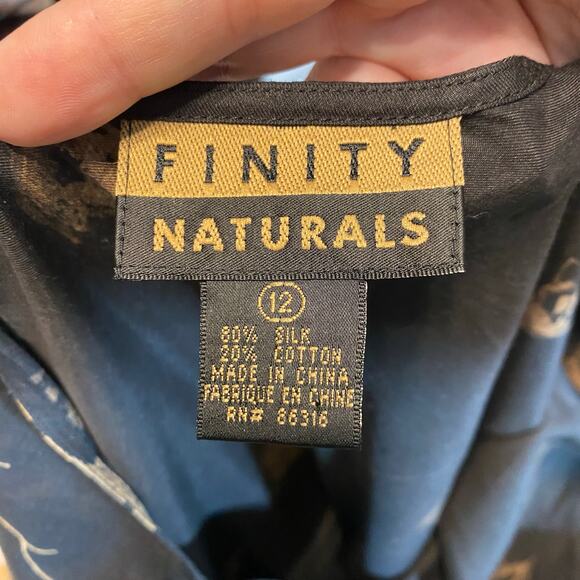 FINITY
NATURALS
12
80% SILK
20% COTTON
MADE IN CHINA
FABRIQUE EN CHINE
RN# 86316